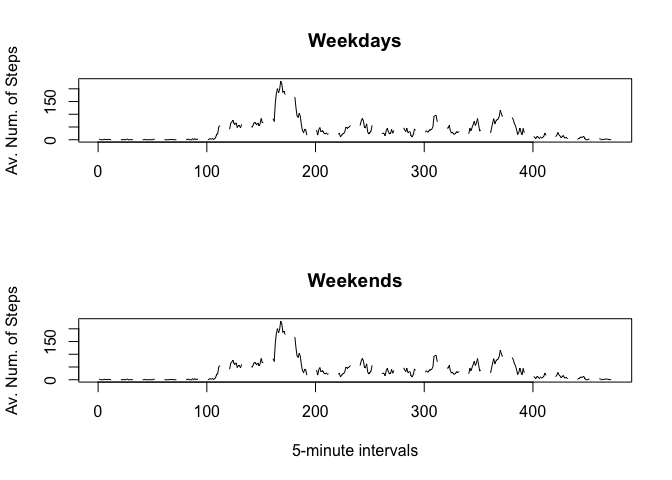 Weekdays
Av. Num. of Steps
150
0
0 100 200 300 400
Weekends
Av. Num. of Steps
150
0
0 100 200 300 400
5-minute intervals